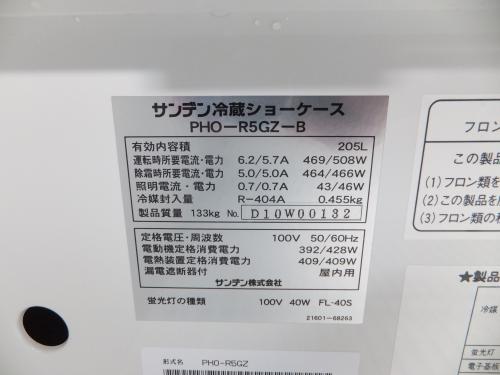 サンデン冷蔵ショーケース
PHO-R5GZ-B
有効内容積 205L
運転時所要電流・電力 6.2/5.7A 469/508W
除霜時所要電流・電力 5.0/5.0A 464/466W
照明電流・電力 0.7/0.7A 43/46W
冷媒封入量 R-404A 0.455kg
製品質量 133kg No. D10W00132
定格電圧・周波数 100V 50/60Hz
電動機定格消費電力 392/428W
電熱装置定格消費電力 409/409W
漏電遮断器付 屋内用
サンデン株式会社
蛍光灯の種類 100V 40W FL-40S
21601-68263
形式名 PHO-R5GZ
フロン
この製品
(1)フロン類を
(2)この製品を
(3)フロン類の
★製品
冷媒
蛍光灯
電子基板